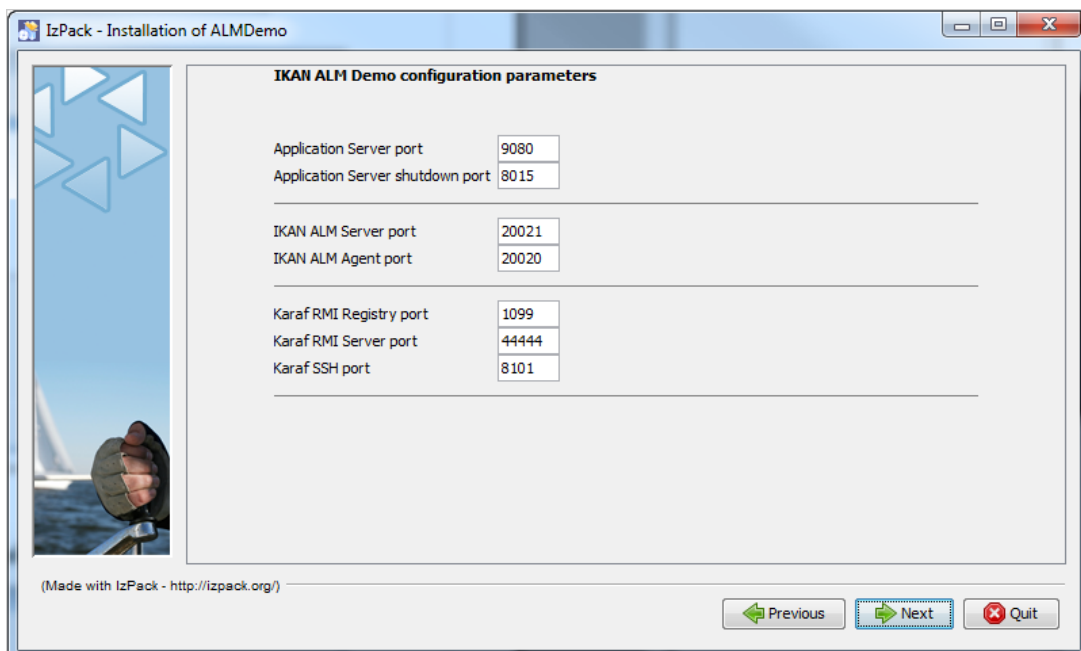 IzPack - Installation of ALMDemo
IKAN ALM Demo configuration parameters
Application Server port 9080
Application Server shutdown port 8015
IKAN ALM Server port 20021
IKAN ALM Agent port 20020
Karaf RMI Registry port 1099
Karaf RMI Server port 44444
Karaf SSH port 8101
(Made with IzPack - http://izpack.org/)
Previous Next Quit